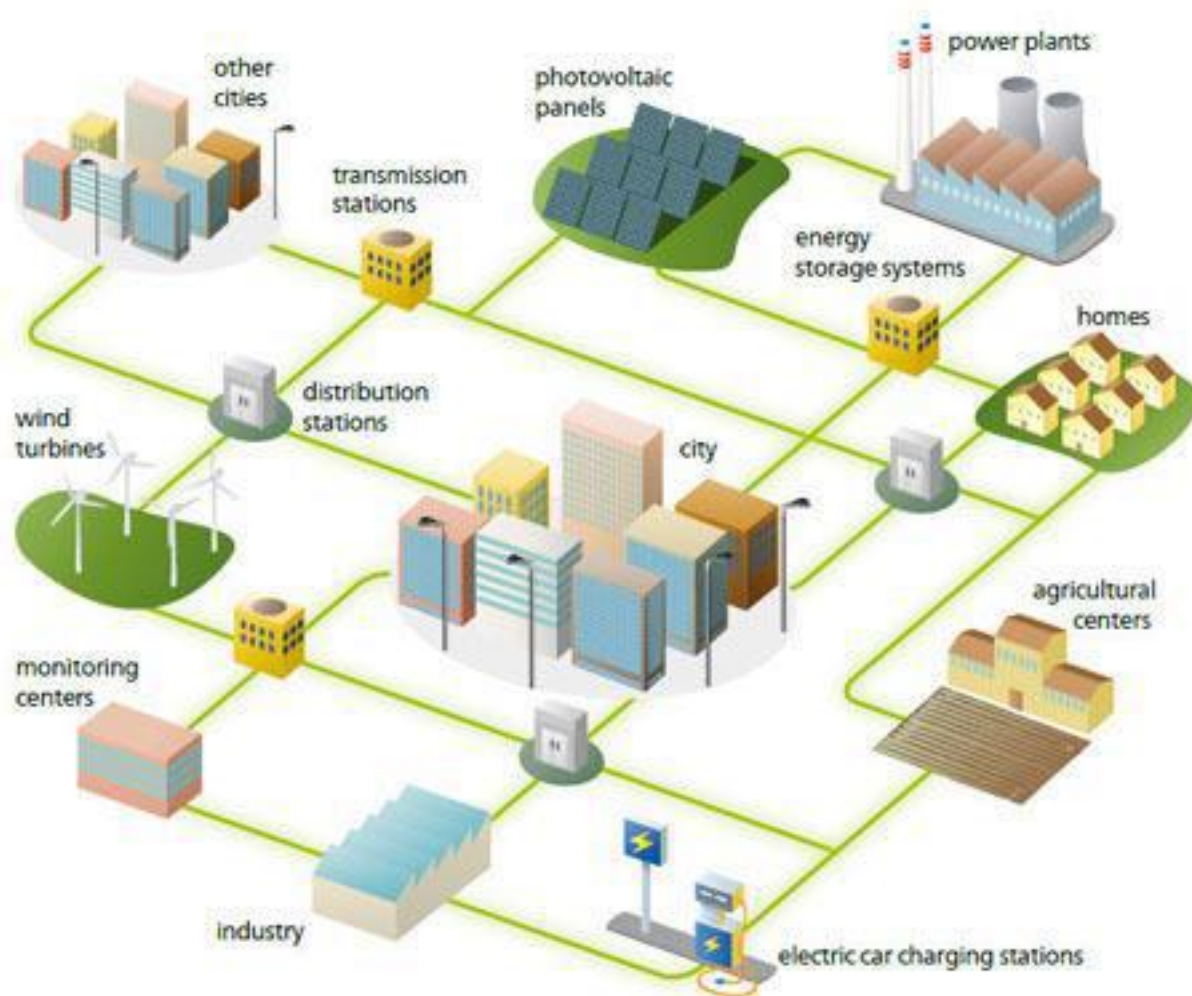 other
cities
photovoltaic
panels
power plants
transmission
stations
energy
storage systems
homes
wind
turbines
distribution
stations
city
agricultural
centers
monitoring
centers
industry
electric car charging stations